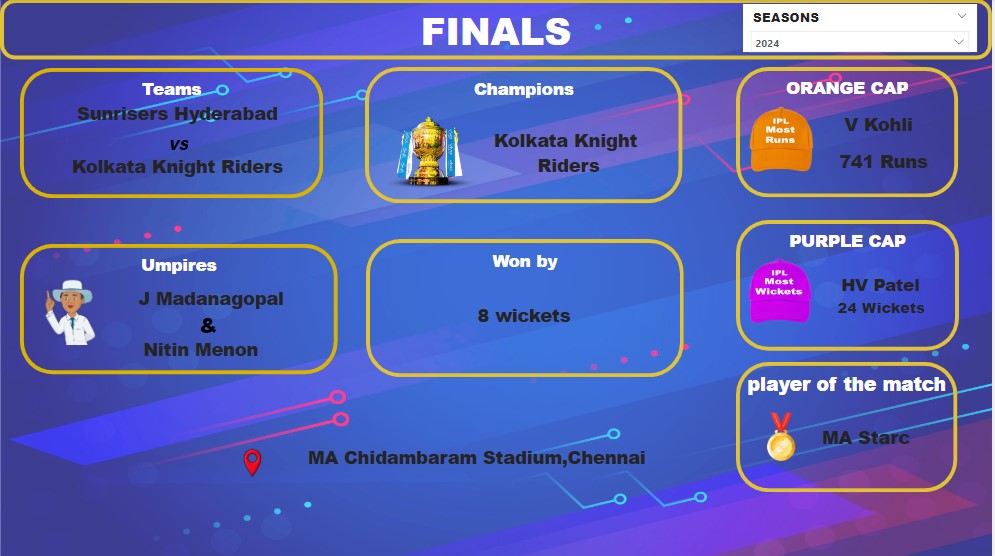 FINALS
SEASONS
2024
Teams
Sunrisers Hyderabad
vs
Kolkata Knight Riders
Champions
Kolkata Knight
Riders
ORANGE CAP
IPL
Most
Runs
V Kohli
741 Runs
Umpires
J Madanagopal
&
Nitin Menon
Won by
8 wickets
PURPLE CAP
IPL
Most
Wickets
HV Patel
24 Wickets
player of the match
MA Starc
MA Chidambaram Stadium,Chennai